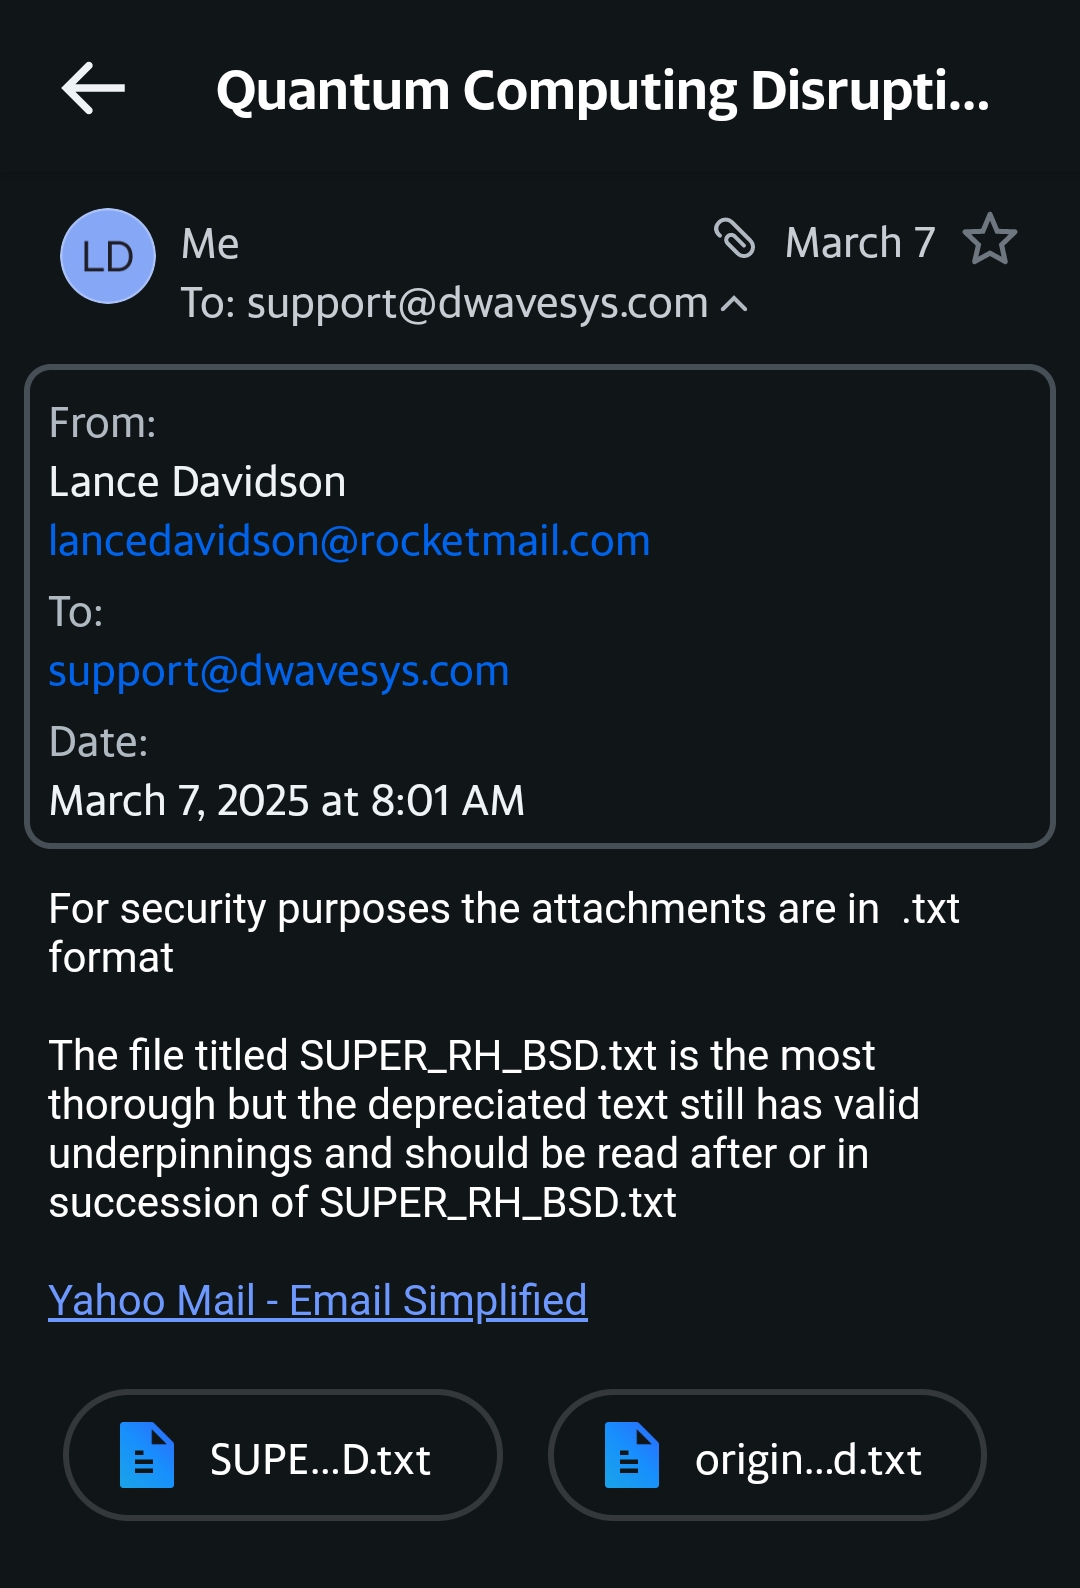 Quantum Computing Disrupti...
LD
Me
March 7
To: support@dwavesys.com
From:
Lance Davidson
lancedavidson@rocketmail.com
To:
support@dwavesys.com
Date:
March 7, 2025 at 8:01 AM
For security purposes the attachments are in  .txt
format
The file titled SUPER_RH_BSD.txt is the most
thorough but the depreciated text still has valid
underpinnings and should be read after or in
succession of SUPER_RH_BSD.txt
Yahoo Mail - Email Simplified
SUPE...D.txt
origin...d.txt